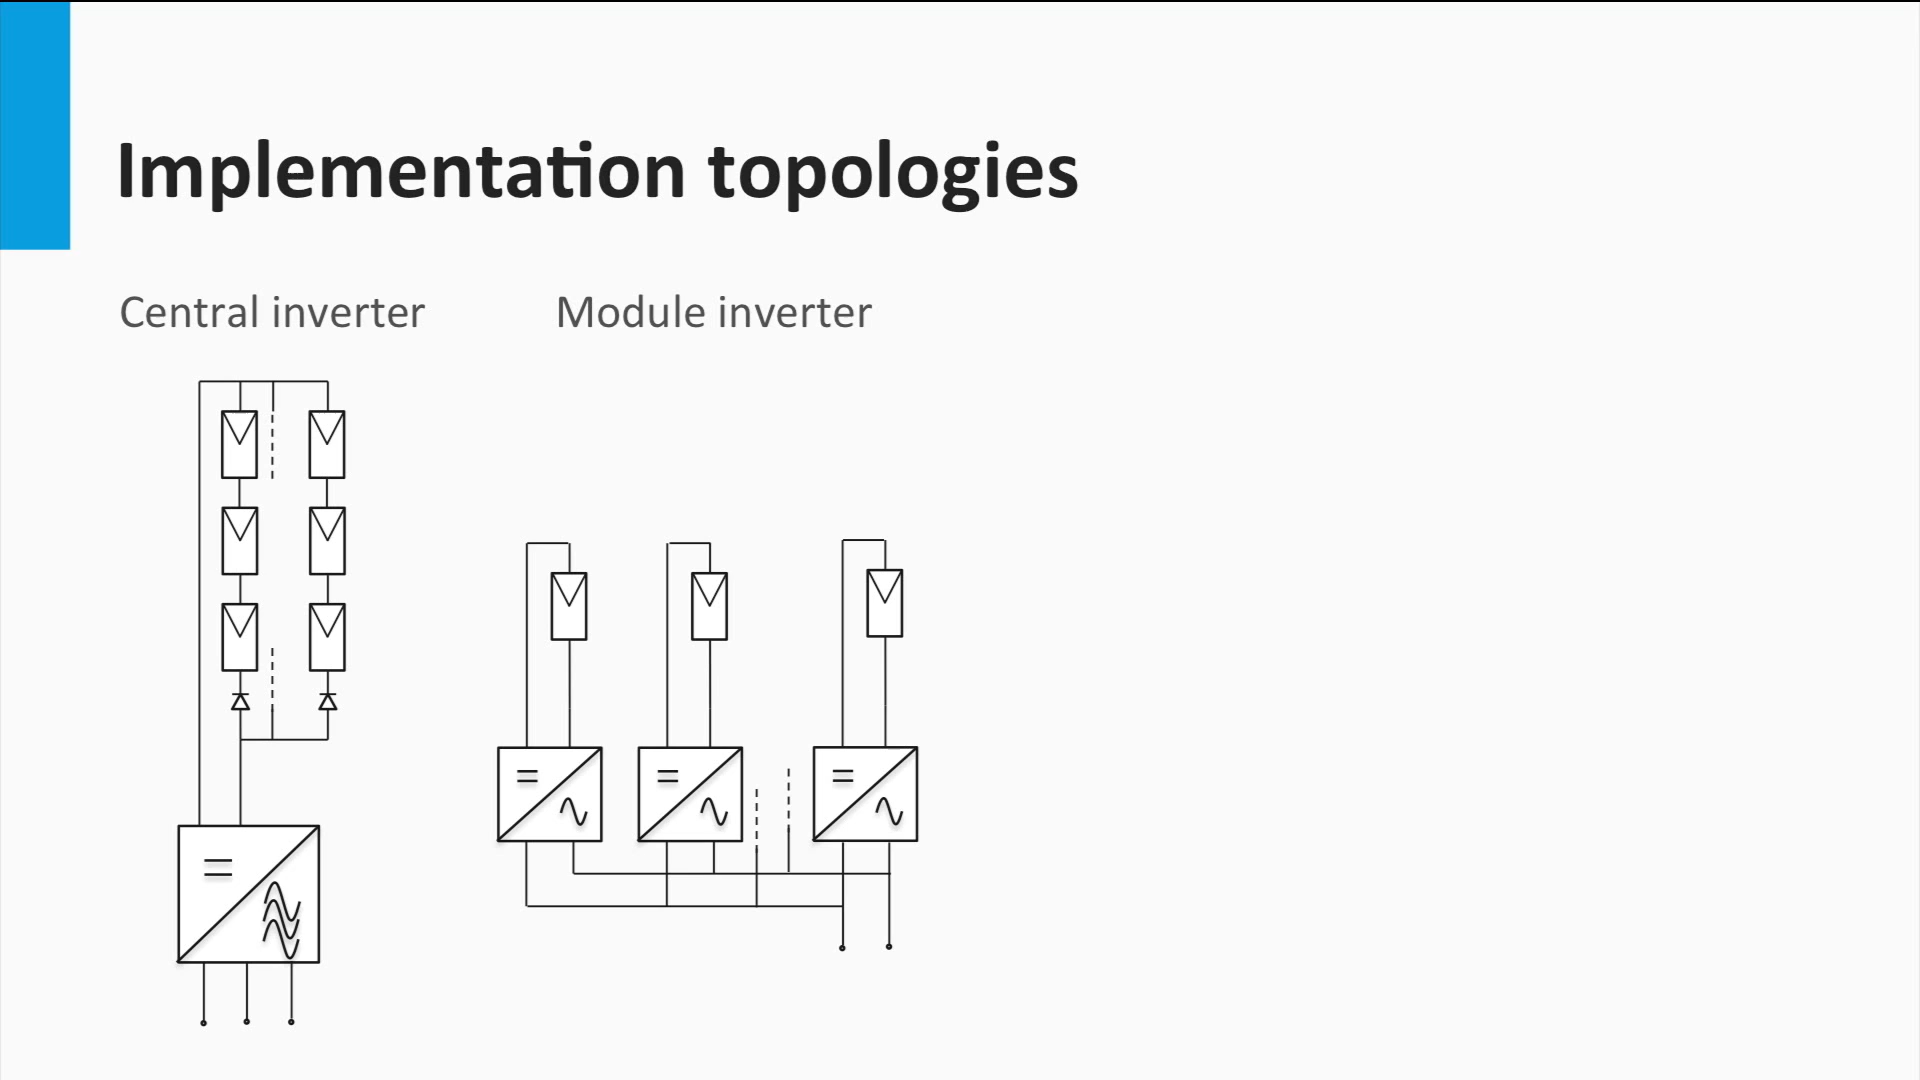 Implementation topologies
Central inverter
Module inverter